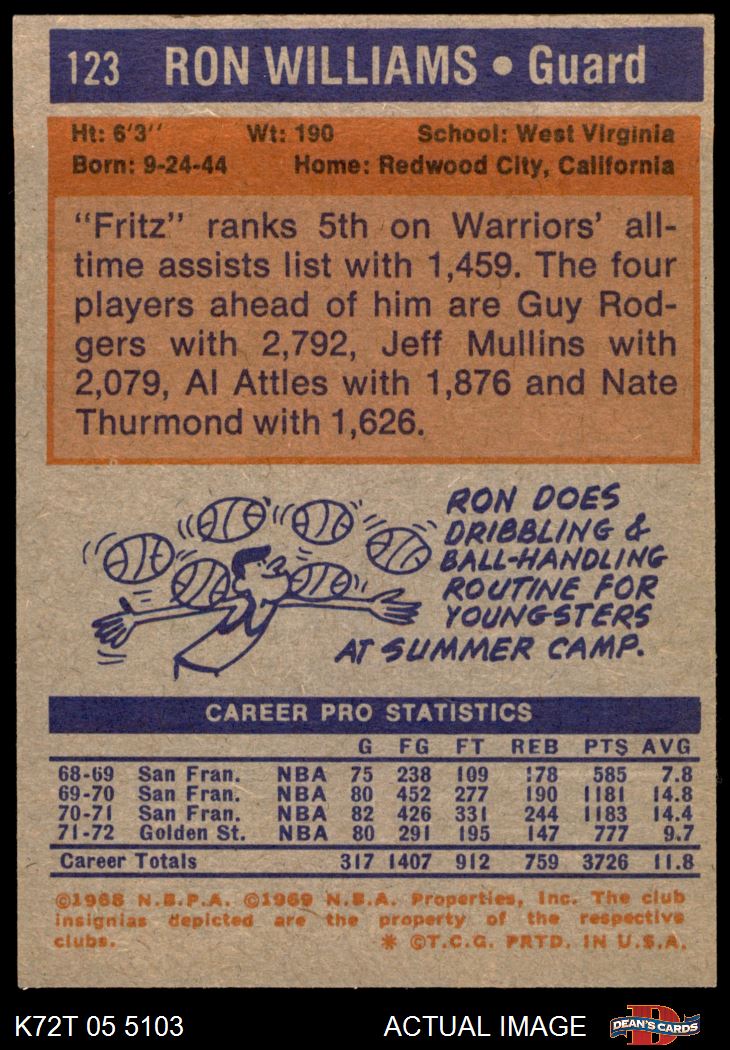 123 RON WILLIAMS • Guard
Ht: 6'3'' Wt: 190 School: West Virginia
Born: 9-24-44 Home: Redwood City, California
"Fritz" ranks 5th on Warriors' all-
time assists list with 1,459. The four
players ahead of him are Guy Rod-
gers with 2,792, Jeff Mullins with
2,079, Al Attles with 1,876 and Nate
Thurmond with 1,626.
RON DOES
DRIBBLING &
BALL-HANDLING
ROUTINE FOR
YOUNGSTERS
AT SUMMER CAMP.
CAREER PRO STATISTICS
G FG FT REB PTS AVG
68-69 San Fran. NBA 75 238 109 178 585 7.8
69-70 San Fran. NBA 80 452 277 190 1181 14.8
70-71 San Fran. NBA 82 426 331 244 1183 14.4
71-72 Golden St. NBA 80 291 195 147 777 9.7
Career Totals 317 1407 912 759 3726 11.8
©1968 N.B.P.A. ©1969 N.B.A. Properties, Inc. The club
insignias depicted are the property of the respective
clubs. * ©T.C.G. PRTD. IN U.S.A.
K72T 05 5103 ACTUAL IMAGE DEAN'S CARDS